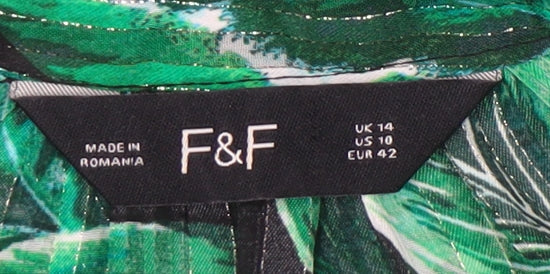 MADE IN
ROMANIA
F&F
UK 14
US 10
EUR 42